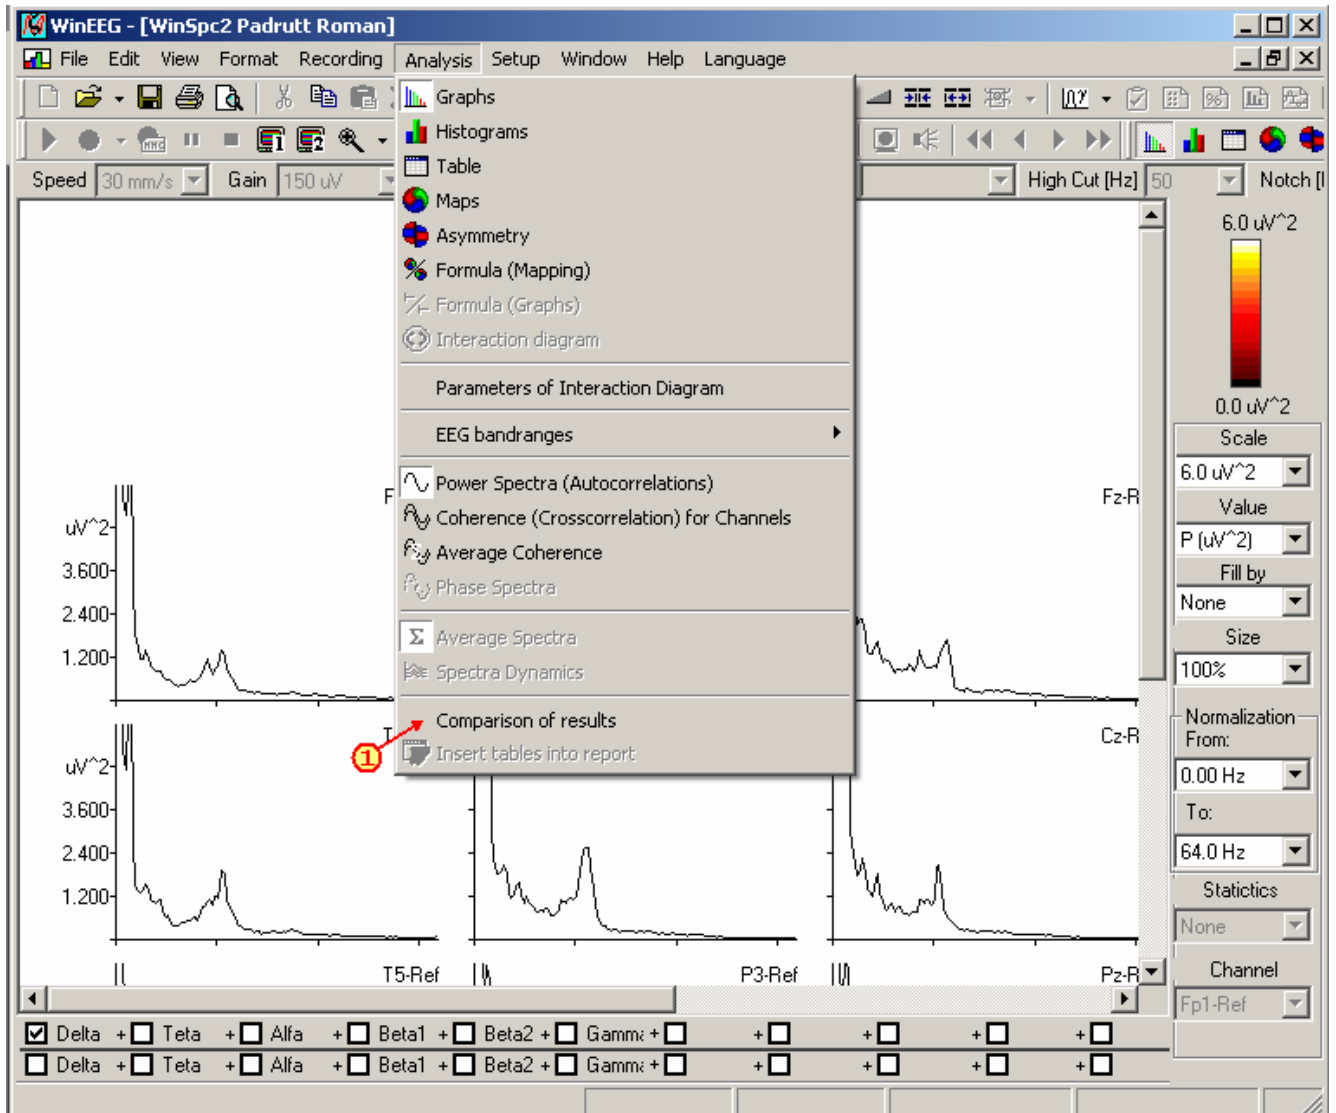 WinEEG - [WinSpc2 Padrutt Roman]
File Edit View Format Recording Analysis Setup Window Help Language
Graphs
Histograms
Table
Maps
Asymmetry
Formula (Mapping)
Formula (Graphs)
Interaction diagram
Parameters of Interaction Diagram
EEG bandranges
Power Spectra (Autocorrelations)
Coherence (Crosscorrelation) for Channels
Average Coherence
Phase Spectra
Average Spectra
Spectra Dynamics
Comparison of results
Insert tables into report
1
Speed 30 mm/s Gain 150 uV High Cut [Hz] 50 Notch [
6.0 uV^2
0.0 uV^2
Scale
6.0 uV^2
Value
P (uV^2)
Fill by
None
Size
100%
Normalization
From:
0.00 Hz
To:
64.0 Hz
Statictics
None
Channel
Fp1-Ref
F Fz-R
uV^2
3.600
2.400
1.200
T Cz-R
uV^2
3.600
2.400
1.200
T5-Ref P3-Ref Pz-R
Delta + Teta + Alfa + Beta1 + Beta2 + Gamma + + + + +
Delta + Teta + Alfa + Beta1 + Beta2 + Gamma + + + + +